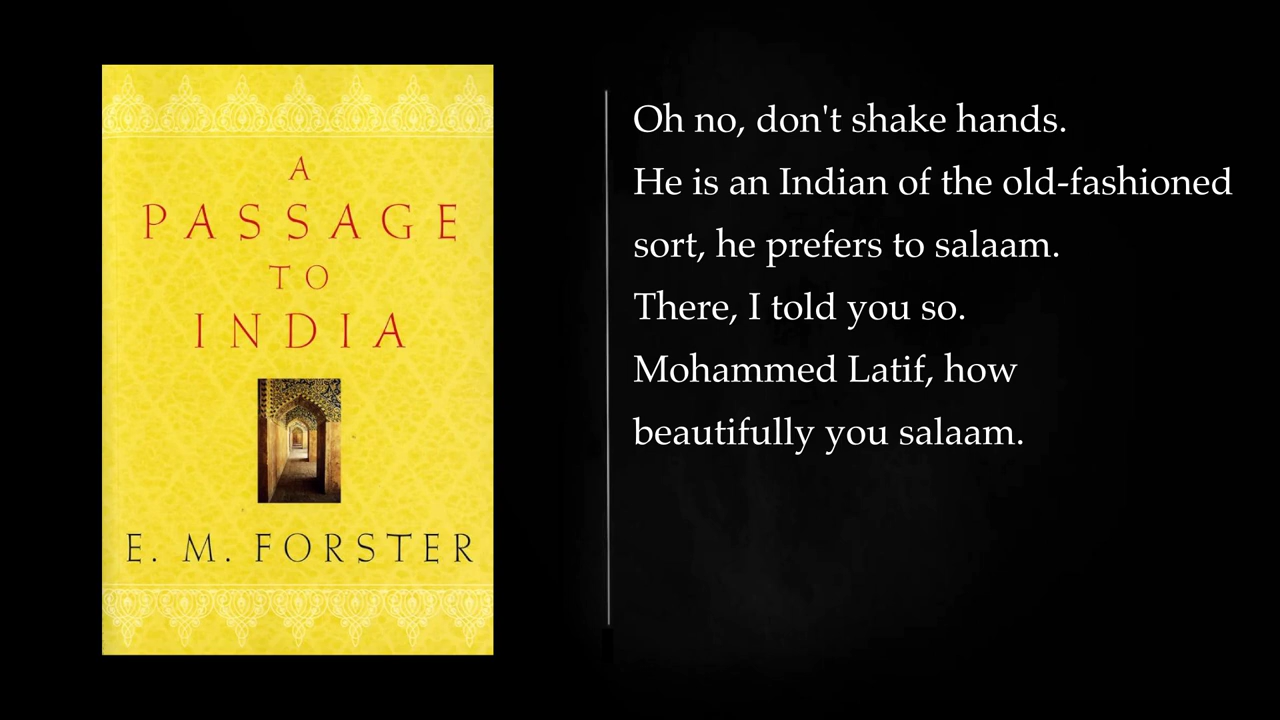 A
PASSAGE
TO
INDIA
E. M. FORSTER
Oh no, don't shake hands.
He is an Indian of the old-fashioned
sort, he prefers to salaam.
There, I told you so.
Mohammed Latif, how
beautifully you salaam.